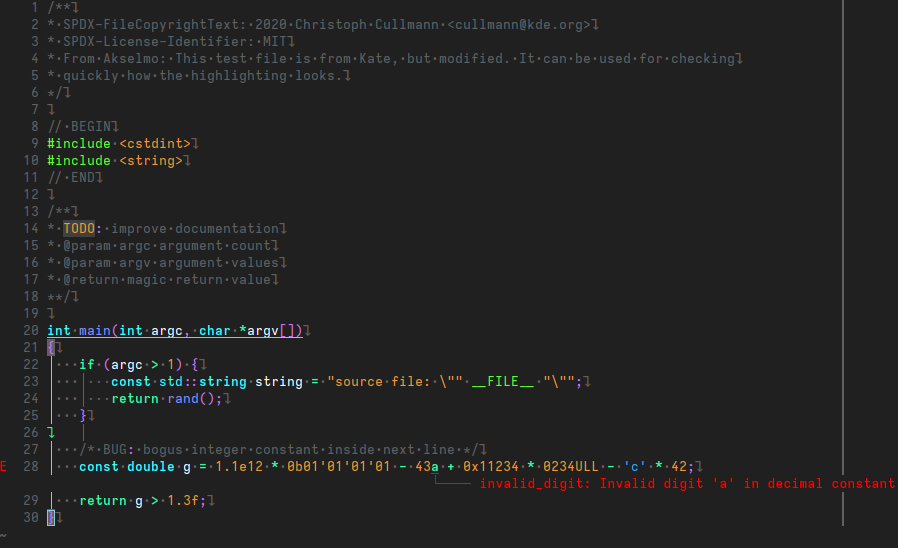 1 /**
2 * SPDX-FileCopyrightText: 2020 Christoph Cullmann <cullmann@kde.org>
3 * SPDX-License-Identifier: MIT
4 * From Akselmo: This test file is from Kate, but modified. It can be used for checking
5 * quickly how the highlighting looks.
6 */
7
8 // BEGIN
9 #include <cstdint>
10 #include <string>
11 // END
12
13 /**
14 * TODO: improve documentation
15 * @param argc argument count
16 * @param argv argument values
17 * @return magic return value
18 **/
19
20 int main(int argc, char *argv[])
21 {
22 if (argc > 1) {
23 const std::string string = "source file: \"" __FILE__ "\"";
24 return rand();
25 }
26
27 /* BUG: bogus integer constant inside next line */
E 28 const double g = 1.1e12 * 0b01'01'01'01 - 43a + 0x11234 * 0234ULL - 'c' * 42;
invalid_digit: Invalid digit 'a' in decimal constant
29 return g > 1.3f;
30 }
~